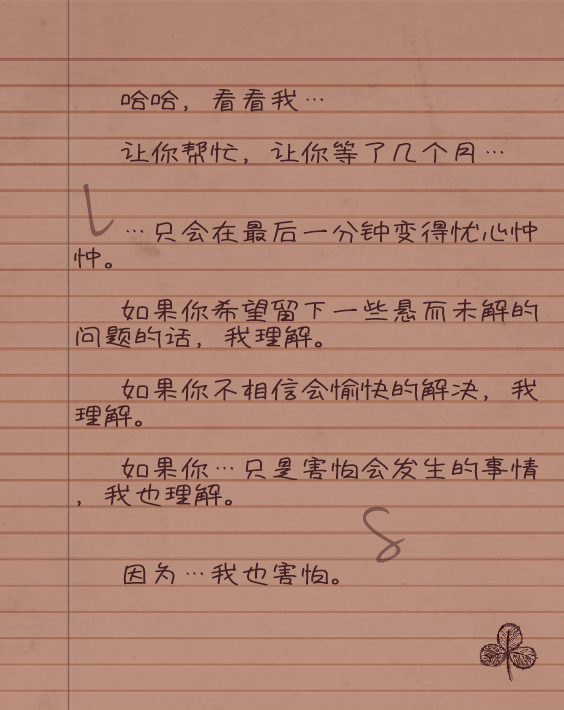 哈哈，看看我…
让你帮忙，让你等了几个月…
l
…只会在最后一分钟变得忧心忡
忡。
如果你希望留下一些悬而未解的
问题的话，我理解。
如果你不相信会愉快的解决，我
理解。
如果你…只是害怕会发生的事情
，我也理解。
8
因为…我也害怕。